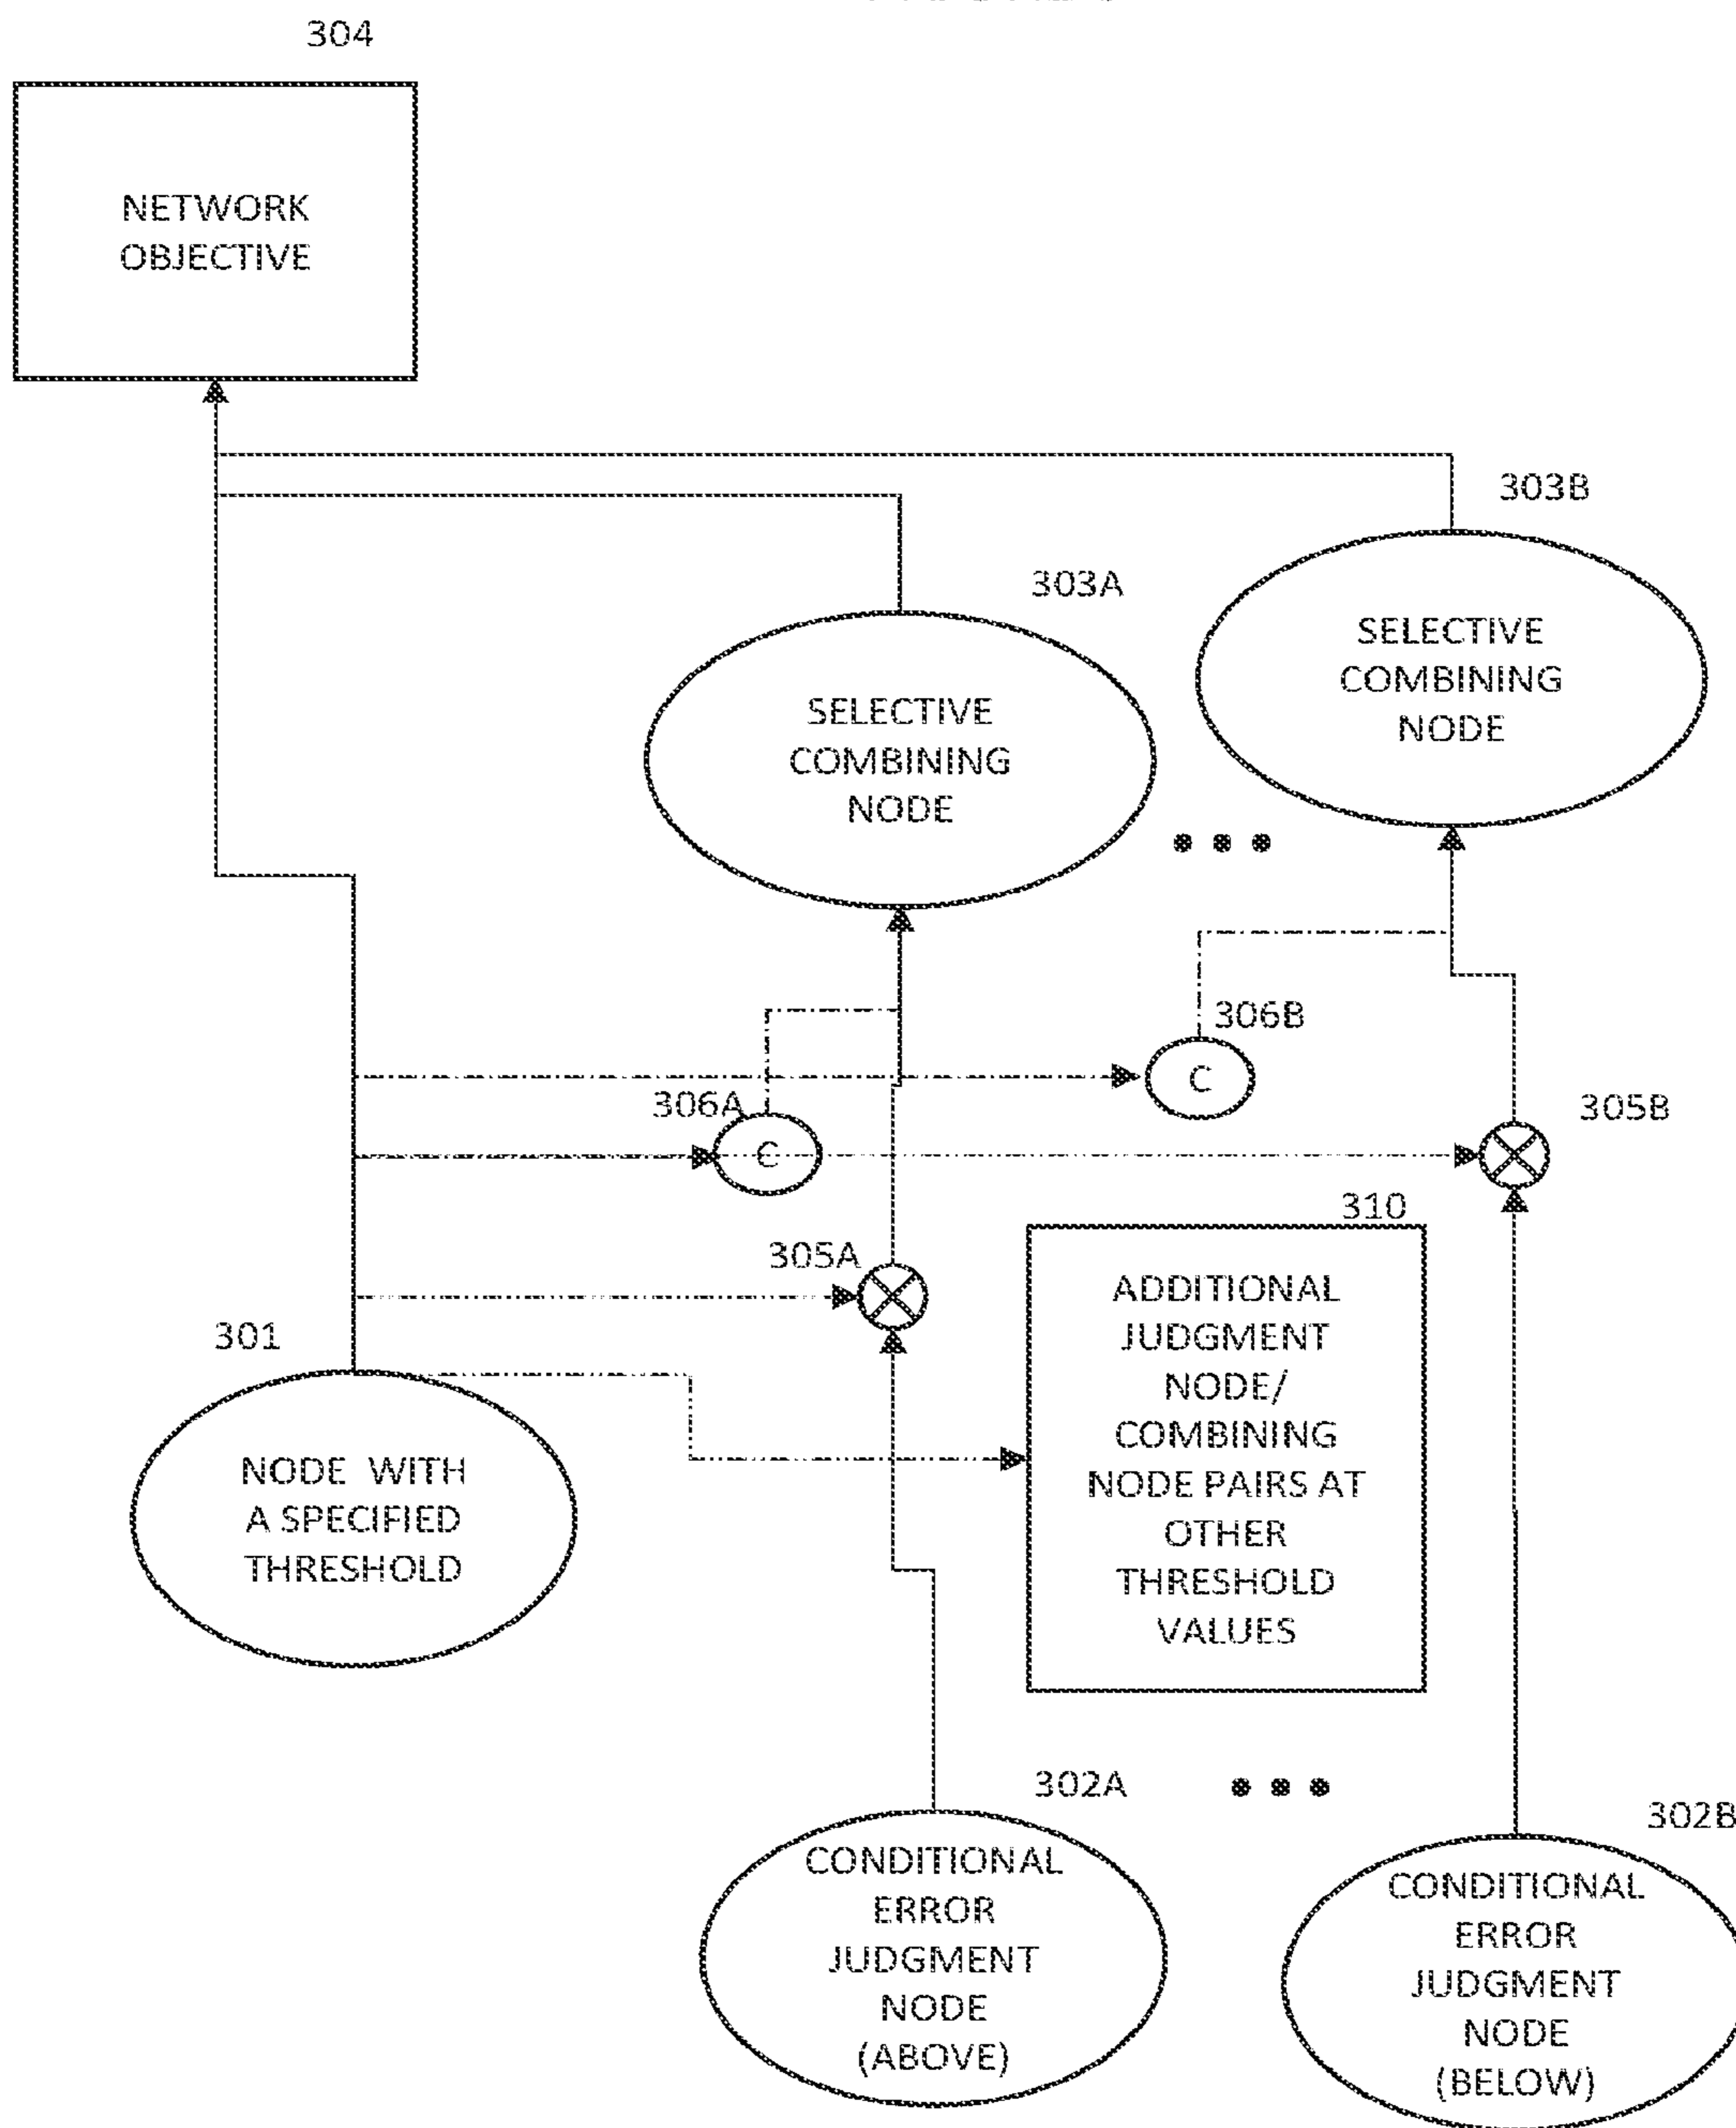 304
NETWORK
OBJECTIVE
303B
SELECTIVE
COMBINING
NODE
303A
SELECTIVE
COMBINING
NODE
306B
C
306A
C
305B
310
305A
ADDITIONAL
JUDGMENT
NODE/
COMBINING
NODE PAIRS AT
OTHER
THRESHOLD
VALUES
301
NODE WITH
A SPECIFIED
THRESHOLD
302A
CONDITIONAL
ERROR
JUDGMENT
NODE
(ABOVE)
302B
CONDITIONAL
ERROR
JUDGMENT
NODE
(BELOW)